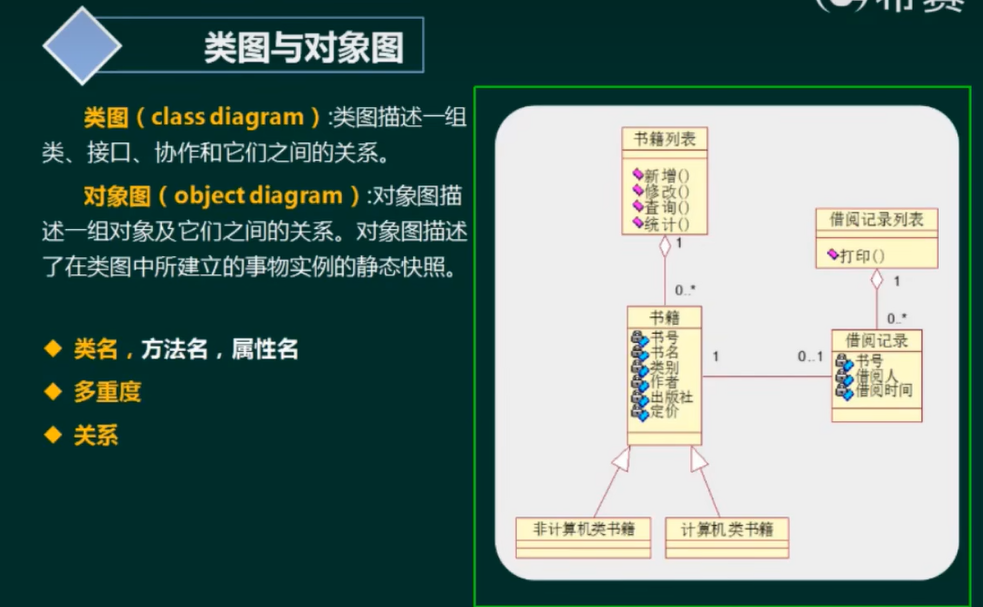 类图与对象图
类图（class diagram）:类图描述一组
类、接口、协作和它们之间的关系。
对象图（object diagram）:对象图描
述一组对象及它们之间的关系。对象图描述
了在类图中所建立的事物实例的静态快照。
◆ 类名，方法名，属性名
◆ 多重度
◆ 关系
书籍列表
新增()
修改()
查询()
统计()
1
0..*
书籍
书号
书名
类别
作者
出版社
定价
1
0..1
借阅记录列表
打印()
1
0..*
借阅记录
书号
借阅人
借阅时间
非计算机类书籍
计算机类书籍